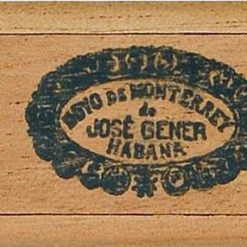 HOYO DE MONTERREY
de
JOSÉ GENER
HABANA